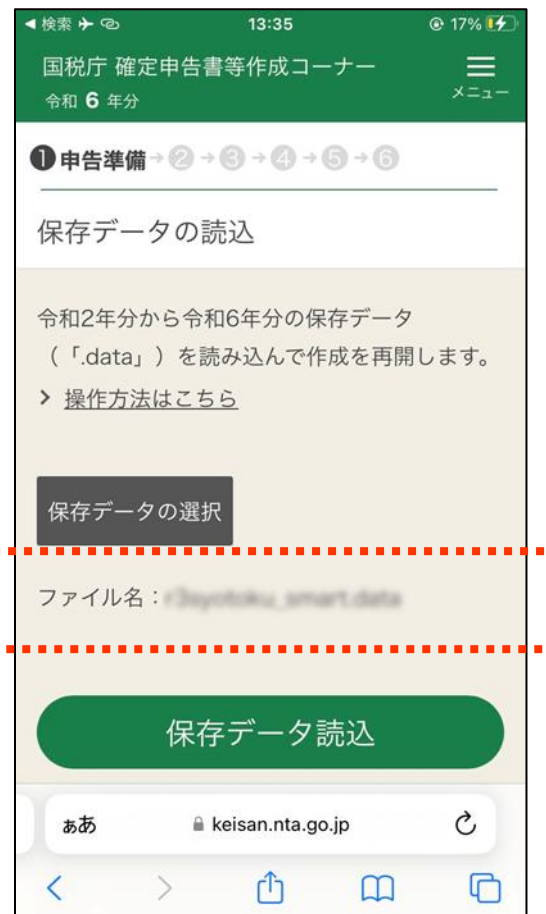 検索
13:35
17%
国税庁 確定申告書等作成コーナー
メニュー
令和 6 年分
1 申告準備 → 2 → 3 → 4 → 5 → 6
保存データの読込
令和2年分から令和6年分の保存データ
（「.data」）を読み込んで作成を再開します。
> 操作方法はこちら
保存データの選択
ファイル名：
保存データ読込
ぁあ keisan.nta.go.jp